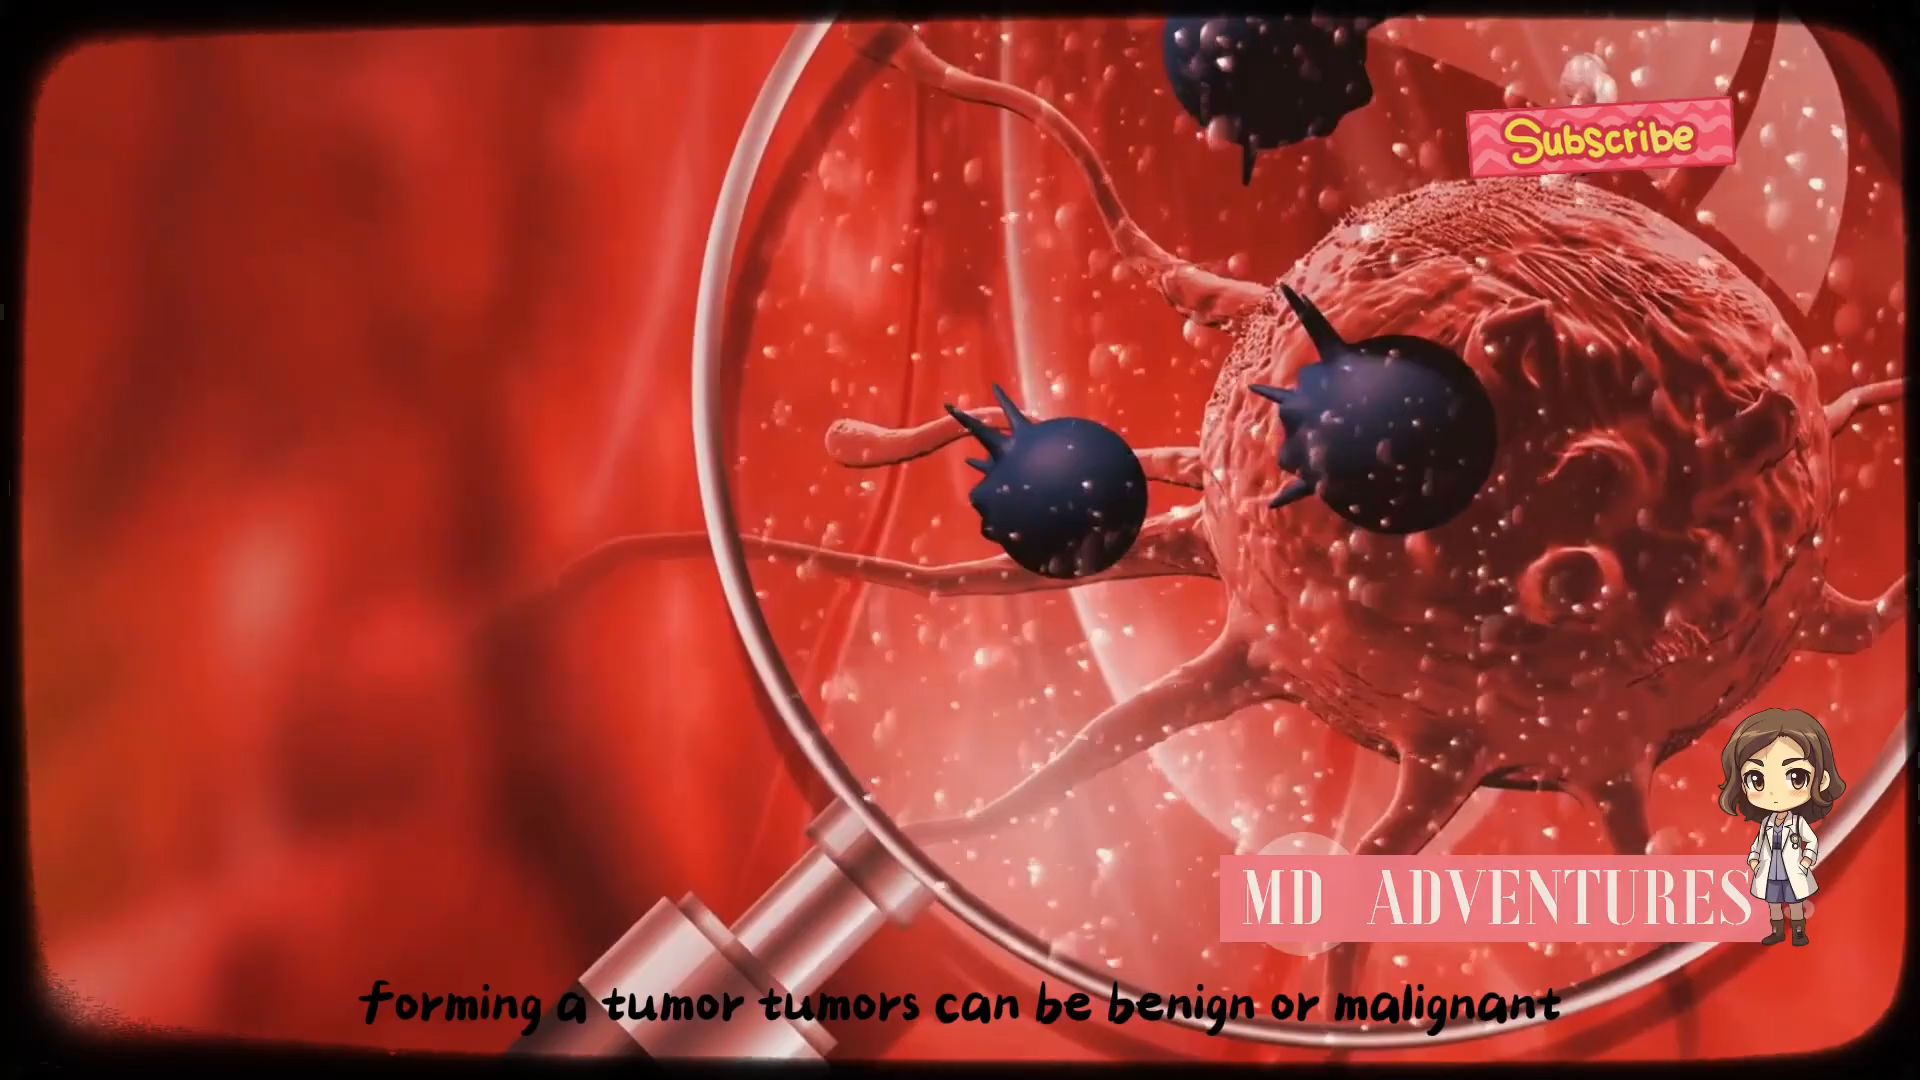 Subscribe
MD ADVENTURES
forming a tumor tumors can be benign or malignant